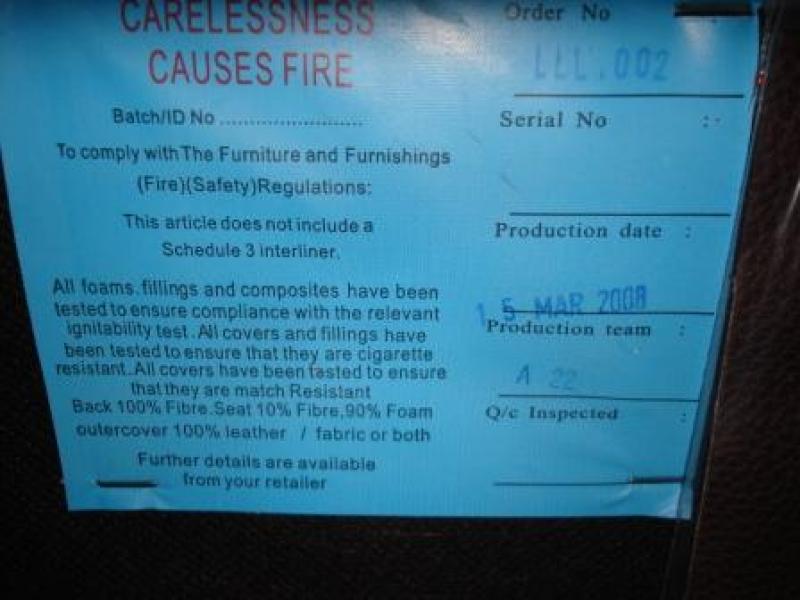 CARELESSNESS
CAUSES FIRE
Batch/ID No ........................
To comply with The Furniture and Furnishings
(Fire)(Safety)Regulations:
This article does not include a
Schedule 3 interliner.
All foams.fillings and composites have been
tested to ensure compliance with the relevant
ignitability test.All covers and fillings have
been tested to ensure that they are cigarette
resistant.All covers have been tested to ensure
that they are match Resistant
Back 100% Fibre.Seat 10% Fibre,90% Foam
outercover 100% leather / fabric or both
Further details are available
from your retailer
Order No
LLL.002
Serial No :-
Production date :
15 MAR 2008
Production team :
A 22
Q/c Inspected :